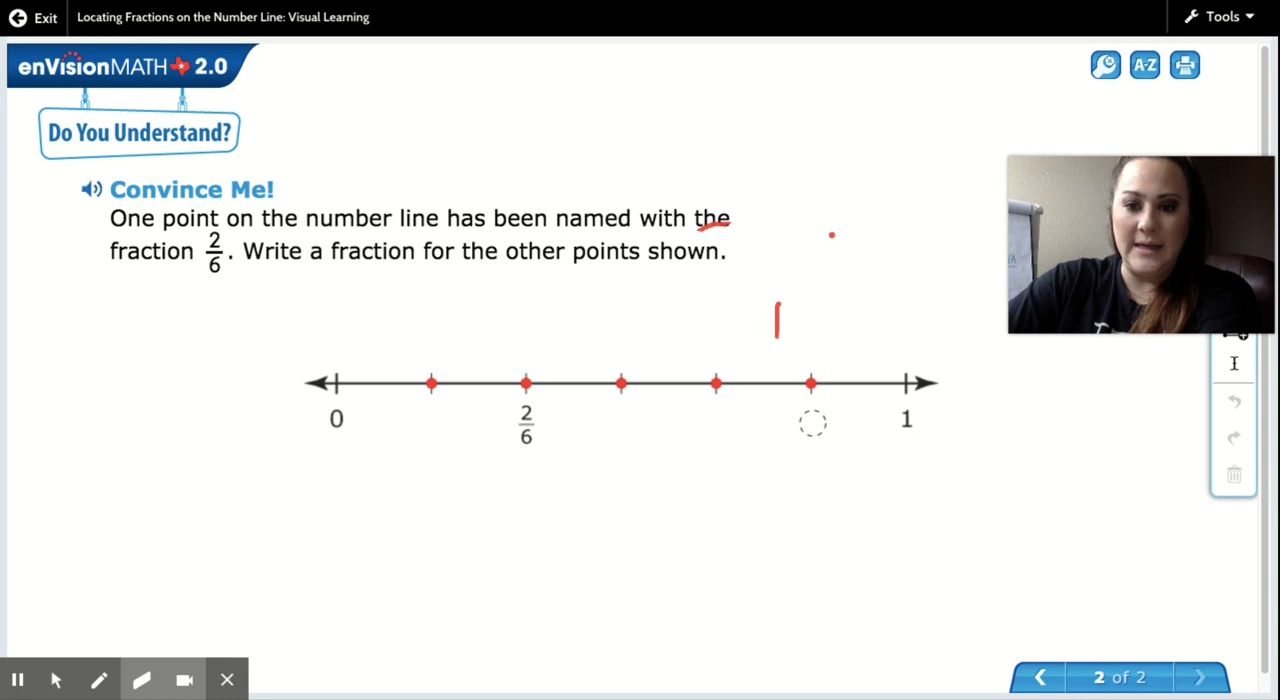 Exit Locating Fractions on the Number Line: Visual Learning Tools
enVisionMATH 2.0
A-Z
Do You Understand?
Convince Me!
One point on the number line has been named with the
fraction 2/6. Write a fraction for the other points shown.
0 2/6 1
2 of 2